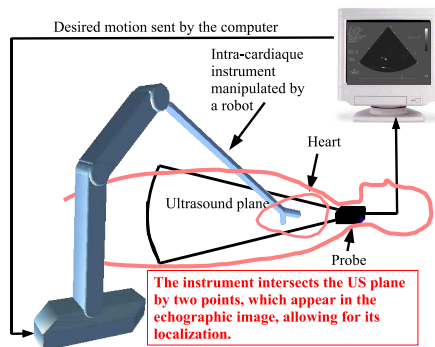 Desired motion sent by the computer
Intra-cardiaque
instrument
manipulated by
a robot
Heart
Ultrasound plane
Probe
The instrument intersects the US plane
by two points, which appear in the
echographic image, allowing for its
localization.